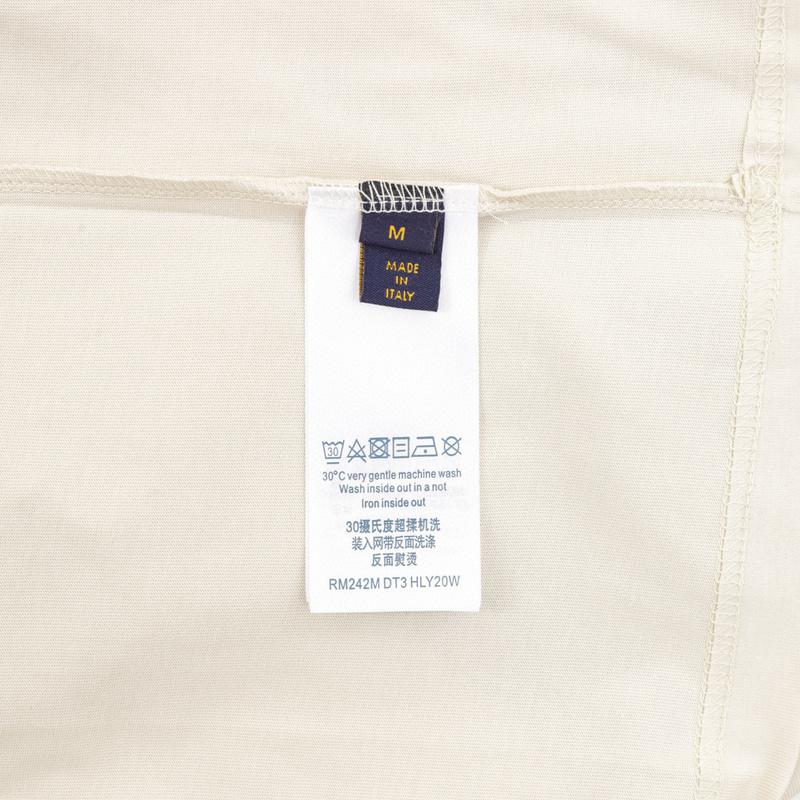 M
MADE
IN
ITALY
30
30°C very gentle machine wash
Wash inside out in a not
Iron inside out
30摄氏度超揉机洗
装入网带反面洗涤
反面熨烫
RM242M DT3 HLY20W